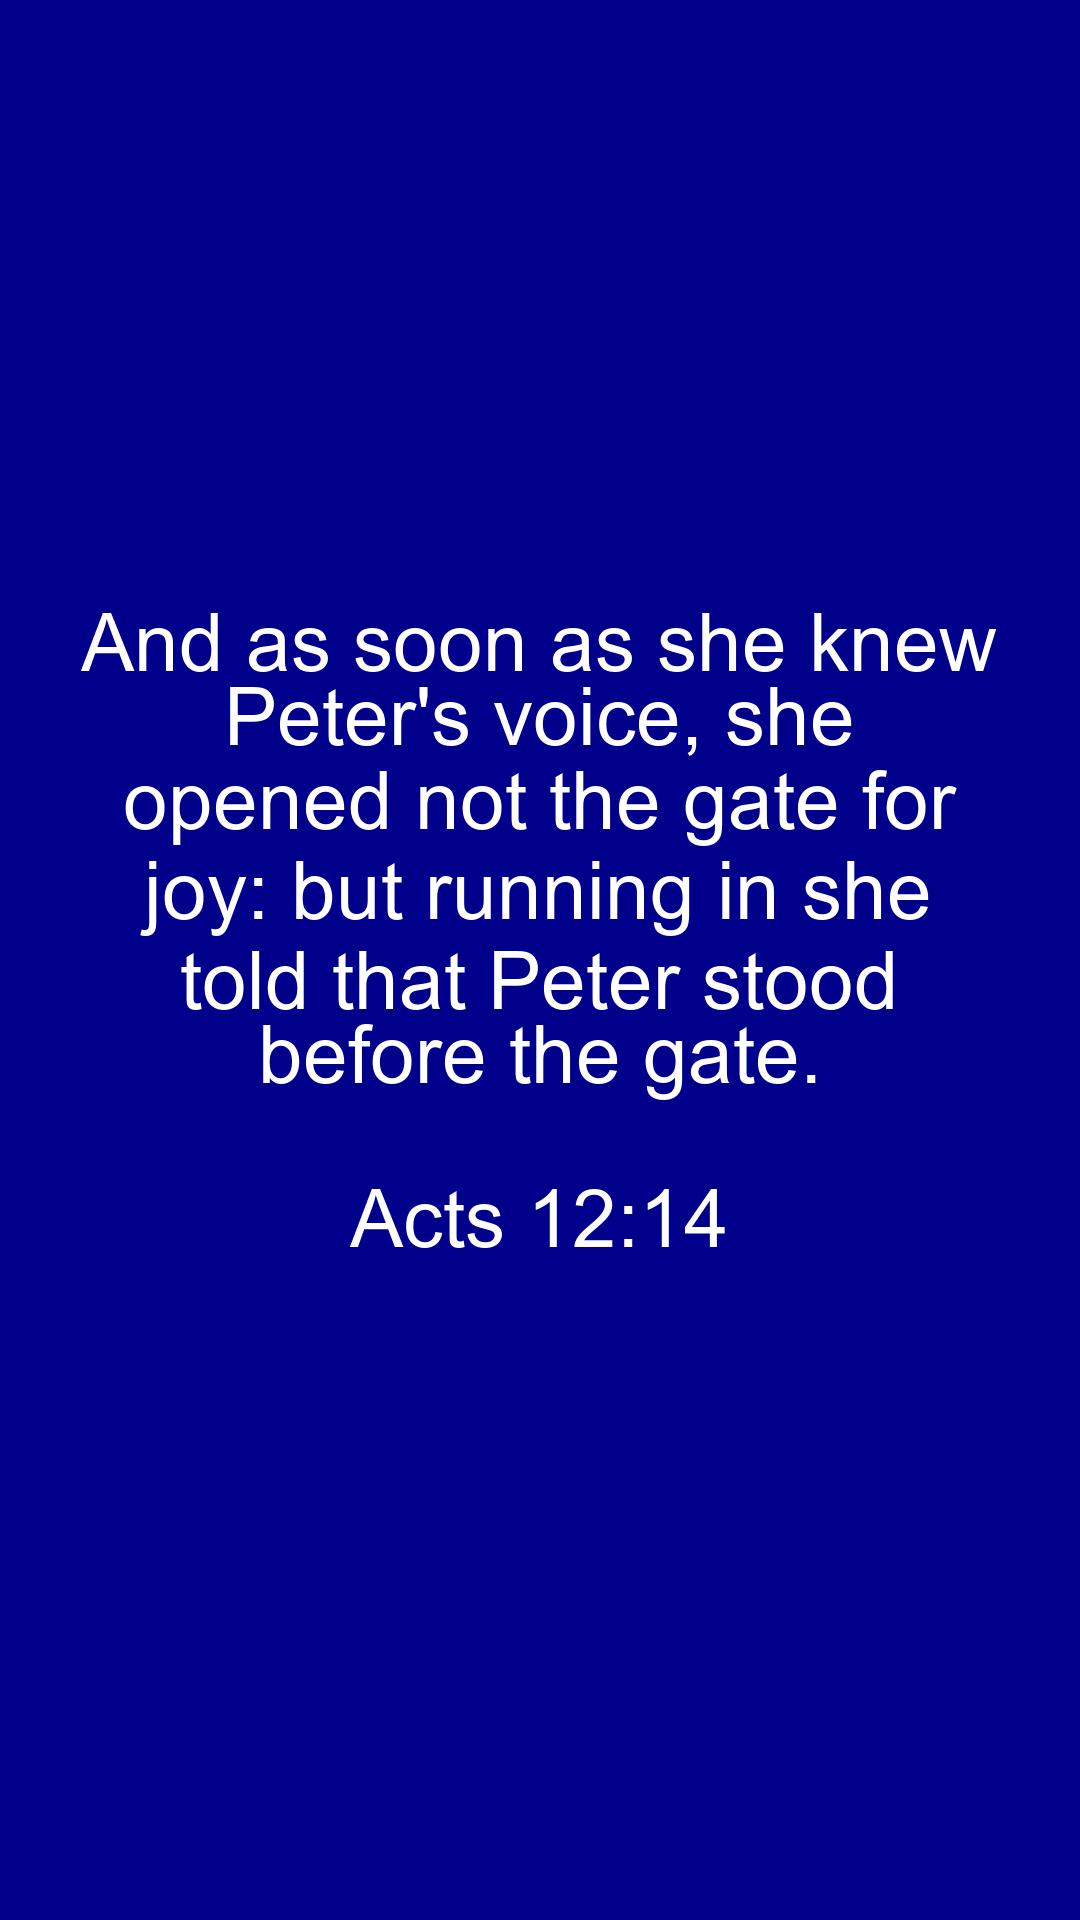 And as soon as she knew
Peter's voice, she
opened not the gate for
joy: but running in she
told that Peter stood
before the gate.
Acts 12:14